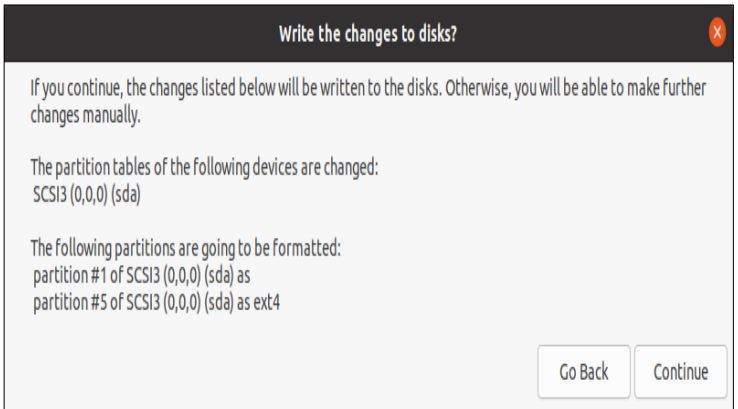 Write the changes to disks?
If you continue, the changes listed below will be written to the disks. Otherwise, you will be able to make further
changes manually.
The partition tables of the following devices are changed:
SCSI3 (0,0,0) (sda)
The following partitions are going to be formatted:
partition #1 of SCSI3 (0,0,0) (sda) as
partition #5 of SCSI3 (0,0,0) (sda) as ext4
Go Back Continue